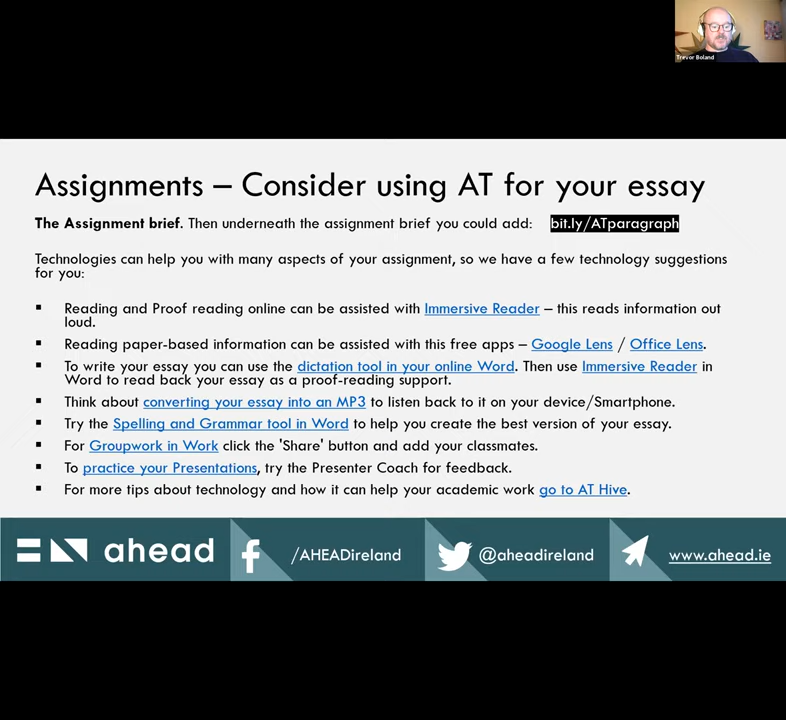 Trevor Boland
Assignments – Consider using AT for your essay
The Assignment brief. Then underneath the assignment brief you could add: bit.ly/ATparagraph
Technologies can help you with many aspects of your assignment, so we have a few technology suggestions
for you:
▪ Reading and Proof reading online can be assisted with Immersive Reader – this reads information out
loud.
▪ Reading paper-based information can be assisted with this free apps – Google Lens / Office Lens.
▪ To write your essay you can use the dictation tool in your online Word. Then use Immersive Reader in
Word to read back your essay as a proof-reading support.
▪ Think about converting your essay into an MP3 to listen back to it on your device/Smartphone.
▪ Try the Spelling and Grammar tool in Word to help you create the best version of your essay.
▪ For Groupwork in Work click the 'Share' button and add your classmates.
▪ To practice your Presentations, try the Presenter Coach for feedback.
▪ For more tips about technology and how it can help your academic work go to AT Hive.
ahead /AHEADireland @aheadireland www.ahead.ie